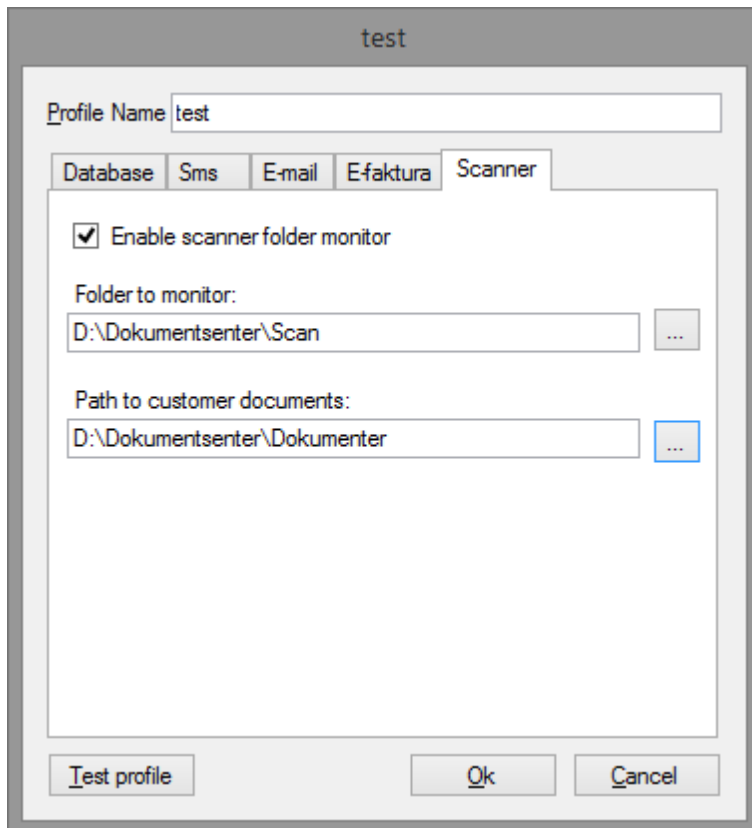 test
Profile Name test
Database Sms E-mail E-faktura Scanner
Enable scanner folder monitor
Folder to monitor:
D:\Dokumentsenter\Scan ...
Path to customer documents:
D:\Dokumentsenter\Dokumenter ...
Test profile Ok Cancel